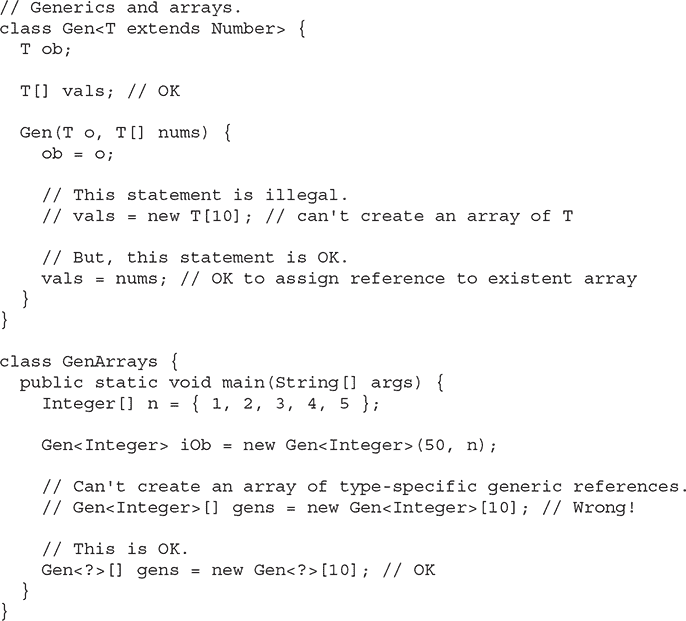 // Generics and arrays.
class Gen<T extends Number> {
  T ob;

  T[] vals; // OK

  Gen(T o, T[] nums) {
    ob = o;

    // This statement is illegal.
    // vals = new T[10]; // can't create an array of T

    // But, this statement is OK.
    vals = nums; // OK to assign reference to existent array
  }
}

class GenArrays {
  public static void main(String[] args) {
    Integer[] n = { 1, 2, 3, 4, 5 };

    Gen<Integer> iOb = new Gen<Integer>(50, n);

    // Can't create an array of type-specific generic references.
    // Gen<Integer>[] gens = new Gen<Integer>[10]; // Wrong!

    // This is OK.
    Gen<?>[] gens = new Gen<?>[10]; // OK
  }
}